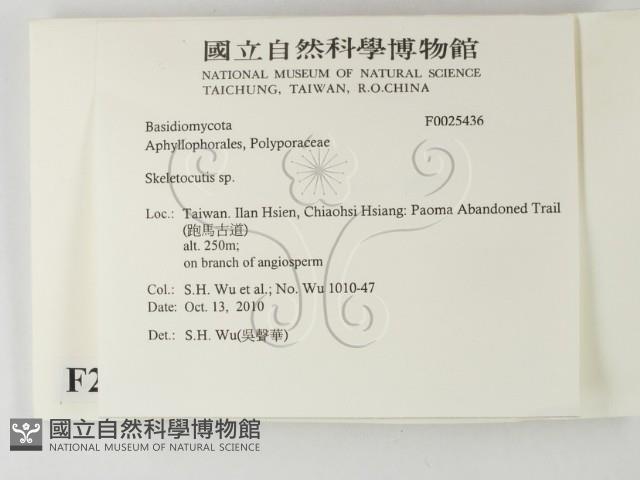 國立自然科學博物館
NATIONAL MUSEUM OF NATURAL SCIENCE
TAICHUNG, TAIWAN, R.O.CHINA
Basidiomycota F0025436
Aphyllophorales, Polyporaceae
Skeletocutis sp.
Loc.: Taiwan. Ilan Hsien, Chiaohsi Hsiang: Paoma Abandoned Trail
(跑馬古道)
alt. 250m;
on branch of angiosperm
Col.: S.H. Wu et al.; No. Wu 1010-47
Date: Oct. 13, 2010
Det.: S.H. Wu(吳聲華)
F2
國立自然科學博物館
NATIONAL MUSEUM OF NATURAL SCIENCE